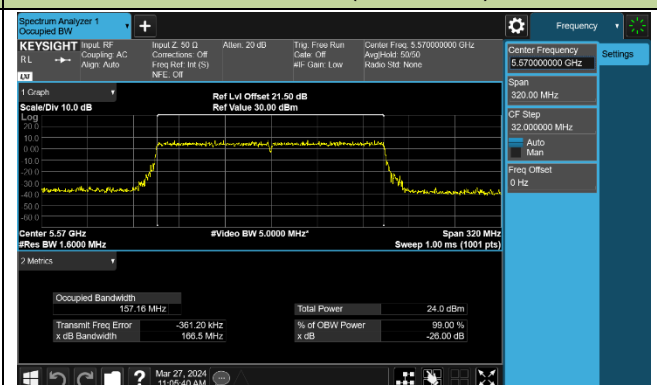 Spectrum Analyzer 1
Occupied BW
+
Frequency
KEYSIGHT
RL
LXI
Input: RF
Coupling: AC
Align: Auto
Input Z: 50 Ω
Corrections: Off
Freq Ref: Int (S)
NFE: Off
Atten: 20 dB
Trig: Free Run
Gate: Off
#IF Gain: Low
Center Freq: 5.570000000 GHz
Avg|Hold: 50/50
Radio Std: None
Center Frequency
5.570000000 GHz
Settings
Span
320.00 MHz
CF Step
32.000000 MHz
Auto
Man
Freq Offset
0 Hz
1 Graph
Scale/Div 10.0 dB
Ref Lvl Offset 21.50 dB
Ref Value 30.00 dBm
Log
20.0
10.0
0.00
-10.0
-20.0
-30.0
-40.0
-50.0
-60.0
Center 5.57 GHz
#Video BW 5.0000 MHz*
Span 320 MHz
#Res BW 1.6000 MHz
Sweep 1.00 ms (1001 pts)
2 Metrics
Occupied Bandwidth
157.16 MHz
Total Power 24.0 dBm
Transmit Freq Error -361.20 kHz
% of OBW Power 99.00 %
x dB Bandwidth 166.5 MHz
x dB -26.00 dB
?
Mar 27, 2024
11:05:40 AM